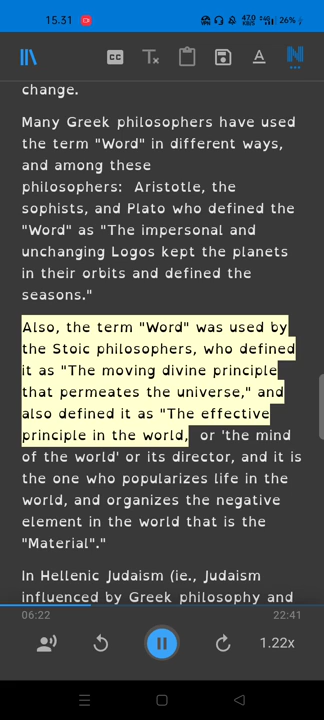 15.31
47.0
KB/s
26%
CC
A
change.
Many Greek philosophers have used
the term "Word" in different ways,
and among these
philosophers: Aristotle, the
sophists, and Plato who defined the
"Word" as "The impersonal and
unchanging Logos kept the planets
in their orbits and defined the
seasons."
Also, the term "Word" was used by
the Stoic philosophers, who defined
it as "The moving divine principle
that permeates the universe," and
also defined it as "The effective
principle in the world, or 'the mind
of the world' or its director, and it is
the one who popularizes life in the
world, and organizes the negative
element in the world that is the
"Material"."
In Hellenic Judaism (ie., Judaism
influenced by Greek philosophy and
06:22
22:41
1.22x